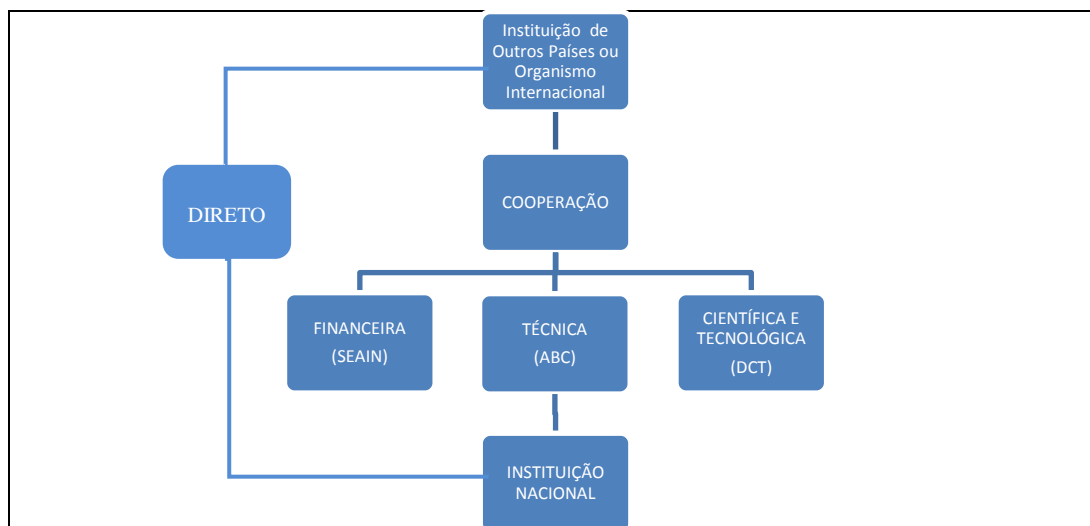 Instituição de
Outros Países ou
Organismo
Internacional
COOPERAÇÃO
DIRETO
FINANCEIRA
(SEAIN)
TÉCNICA
(ABC)
CIENTÍFICA E
TECNOLÓGICA
(DCT)
INSTITUIÇÃO
NACIONAL